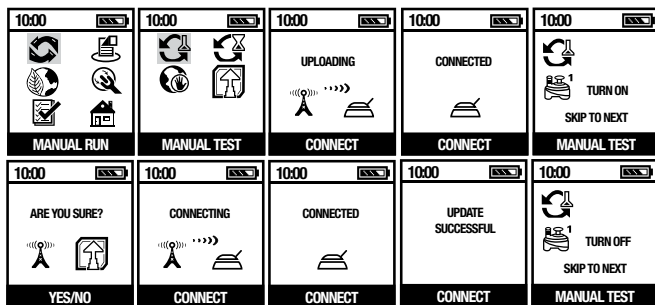 10:00
MANUAL RUN
10:00
MANUAL TEST
10:00
UPLOADING
CONNECT
10:00
CONNECTED
CONNECT
10:00
1
TURN ON
SKIP TO NEXT
MANUAL TEST
10:00
ARE YOU SURE?
YES/NO
10:00
CONNECTING
CONNECT
10:00
CONNECTED
CONNECT
10:00
UPDATE
SUCCESSFUL
CONNECT
10:00
1
TURN OFF
SKIP TO NEXT
MANUAL TEST